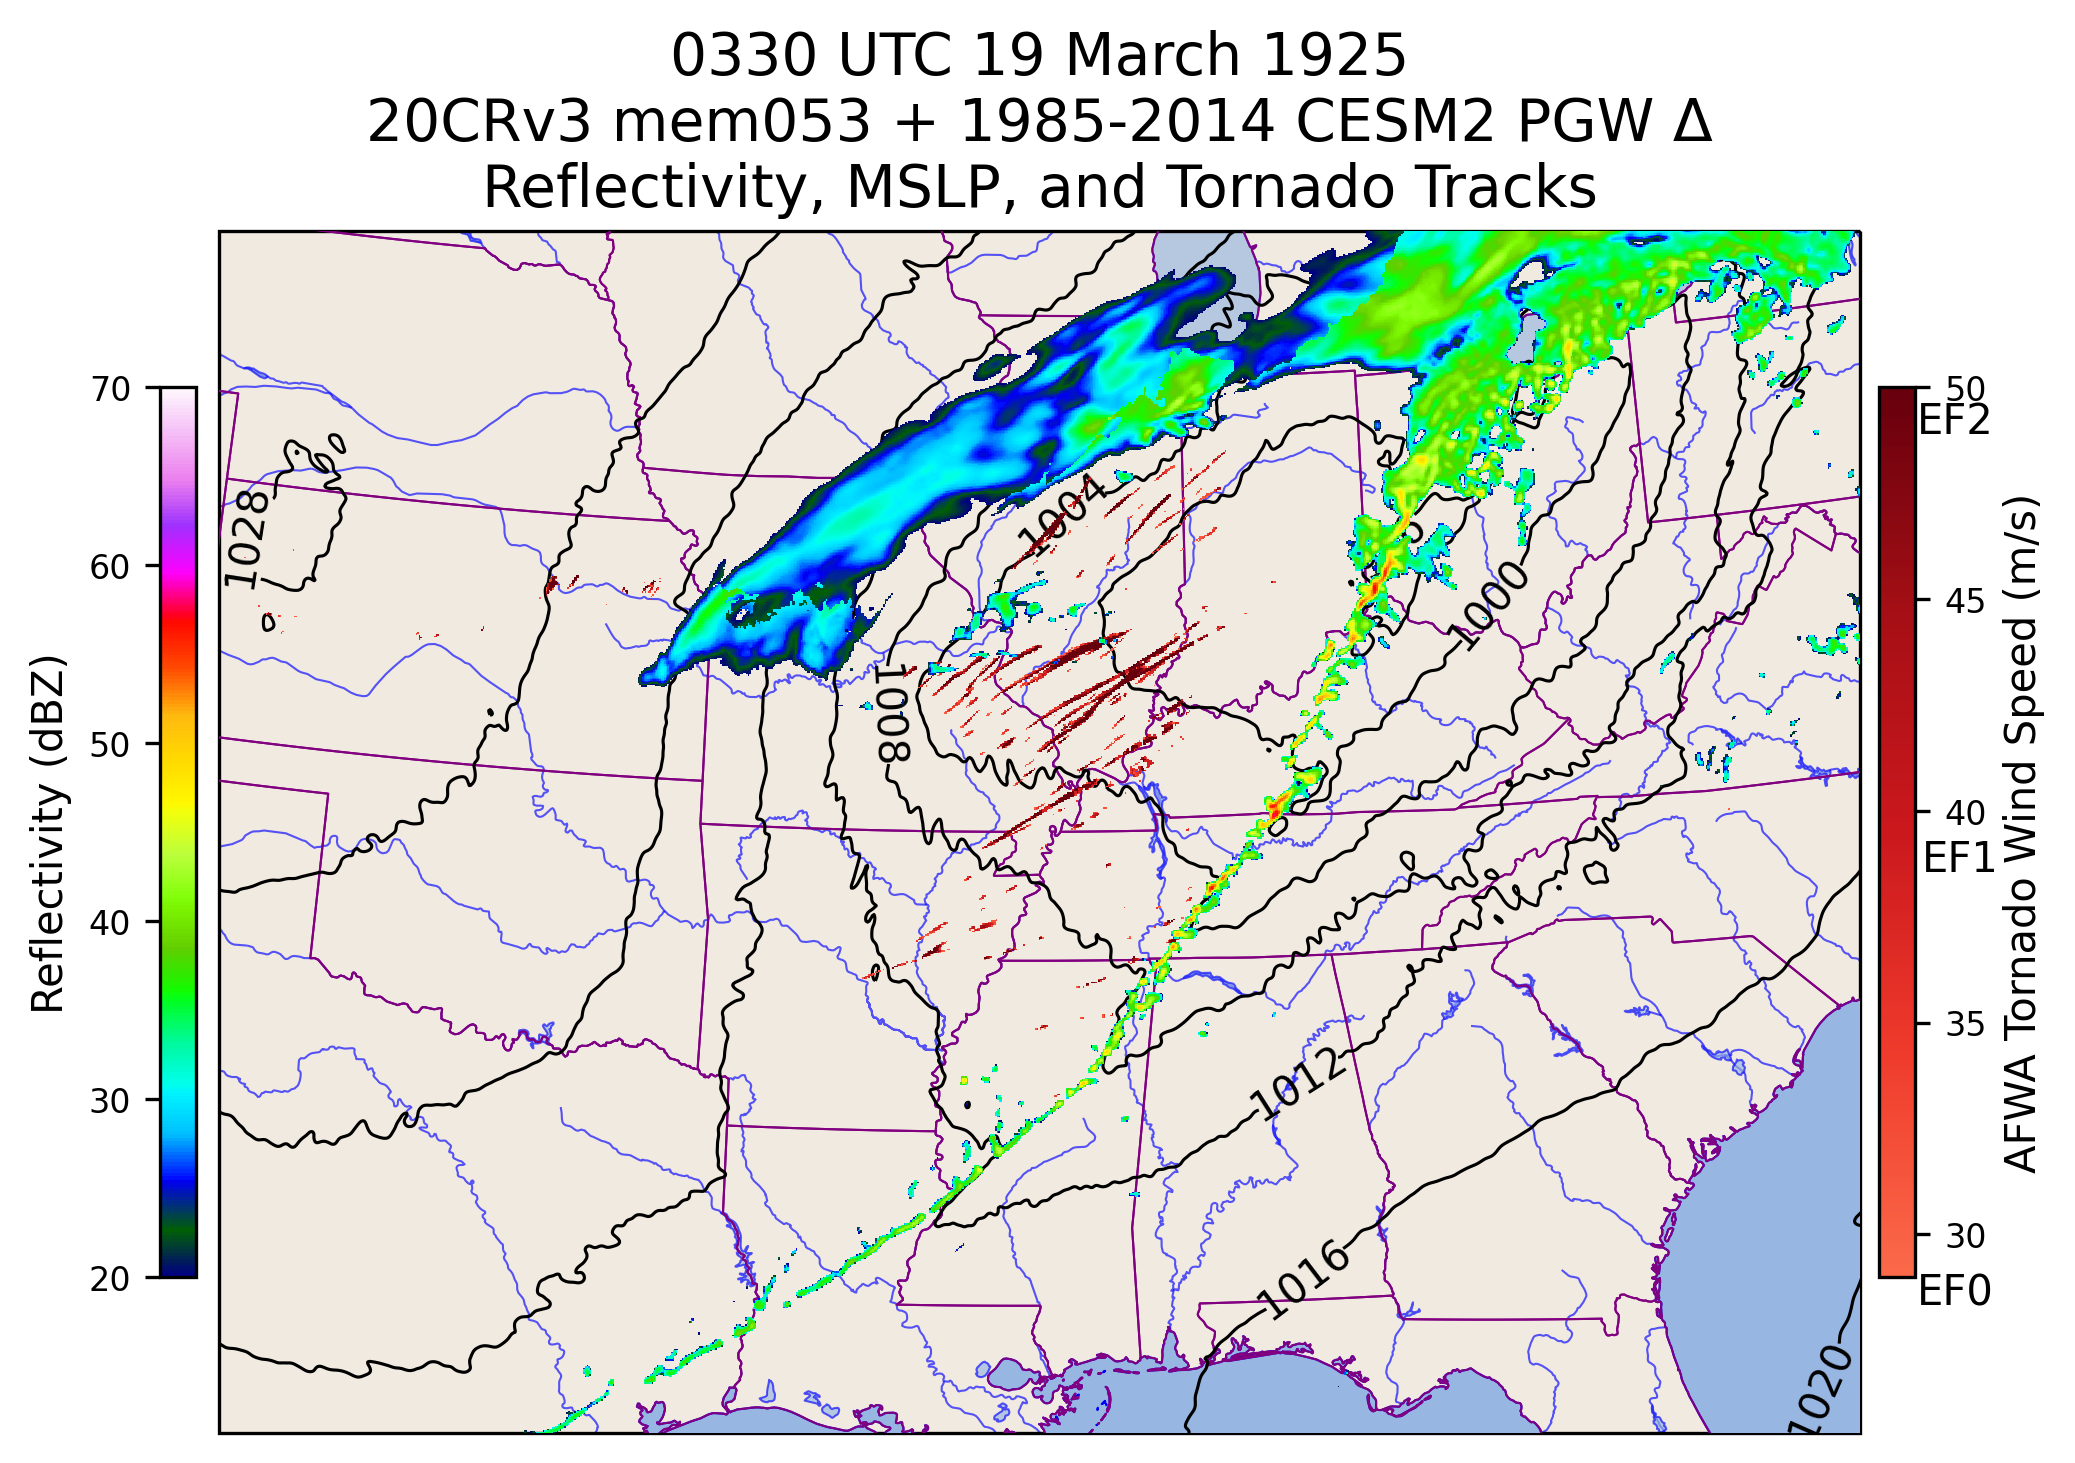 0330 UTC 19 March 1925
20CRv3 mem053 + 1985-2014 CESM2 PGW Δ
Reflectivity, MSLP, and Tornado Tracks
Reflectivity (dBZ)
70
60
50
40
30
20
1028
1004
1000
1008
1012
1016
1020
50
EF2
45
40
EF1
35
30
EF0
AFWA Tornado Wind Speed (m/s)